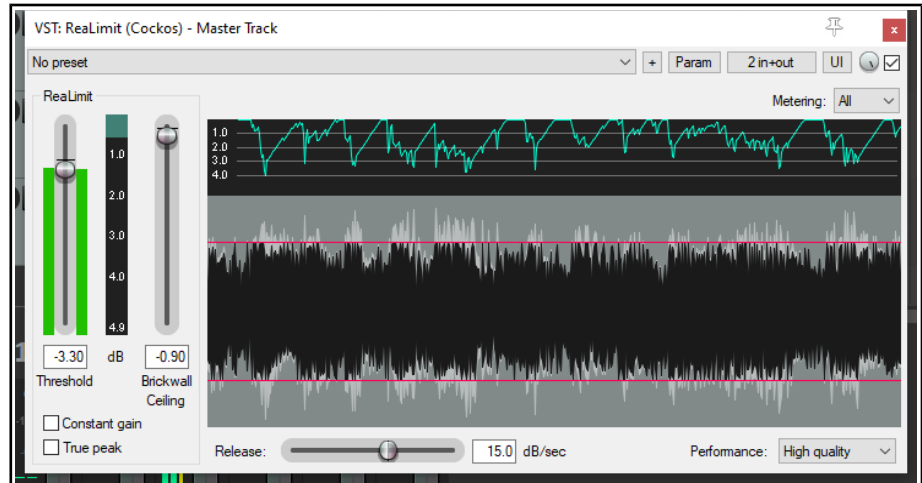 VST: ReaLimit (Cockos) - Master Track
x
No preset
+
Param
2 in+out
UI
ReaLimit
Metering: All
1.0
2.0
3.0
4.0
4.9
1.0
2.0
3.0
4.0
-3.30 dB -0.90
Threshold
Brickwall
Ceiling
Constant gain
True peak
Release: 15.0 dB/sec
Performance: High quality